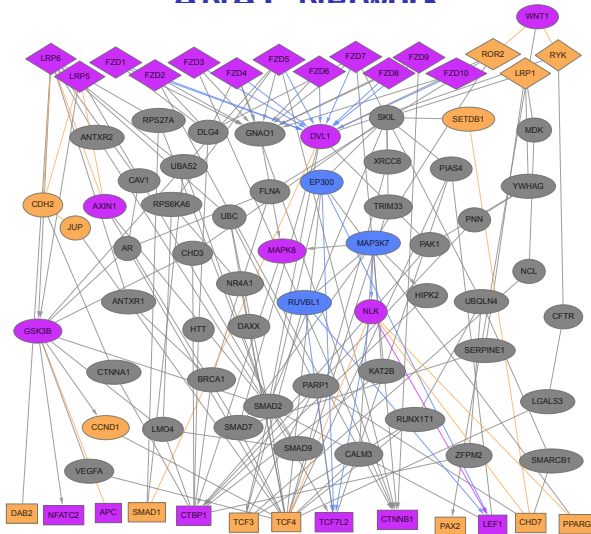 WNT1
LRP6
FZD1
FZD3
FZD5
FZD7
FZD9
ROR2
RYK
LRP5
FZD2
FZD4
FZD6
FZD8
FZD10
LRP1
RPS27A
SKIL
SETDB1
MDK
ANTXR2
DLG4
GNAO1
DVL1
UBA52
XRCC6
PIAS4
CAV1
EP300
YWHAG
FLNA
CDH2
AXIN1
RPS6KA6
UBC
TRIM33
PNN
JUP
AR
CHD3
MAPK8
MAP3K7
PAK1
NCL
NR4A1
ANTXR1
RUVBL1
NLK
HIPK2
UBQLN4
CFTR
GSK3B
HTT
DAXX
SERPINE1
CTNNA1
BRCA1
PARP1
KAT2B
SMAD2
LGALS3
CCND1
LMO4
SMAD7
RUNX1T1
SMAD9
CALM3
ZFPM2
SMARCB1
VEGFA
DAB2
NFATC2
APC
SMAD1
CTBP1
TCF3
TCF4
TCF7L2
CTNNB1
PAX2
LEF1
CHD7
PPARG